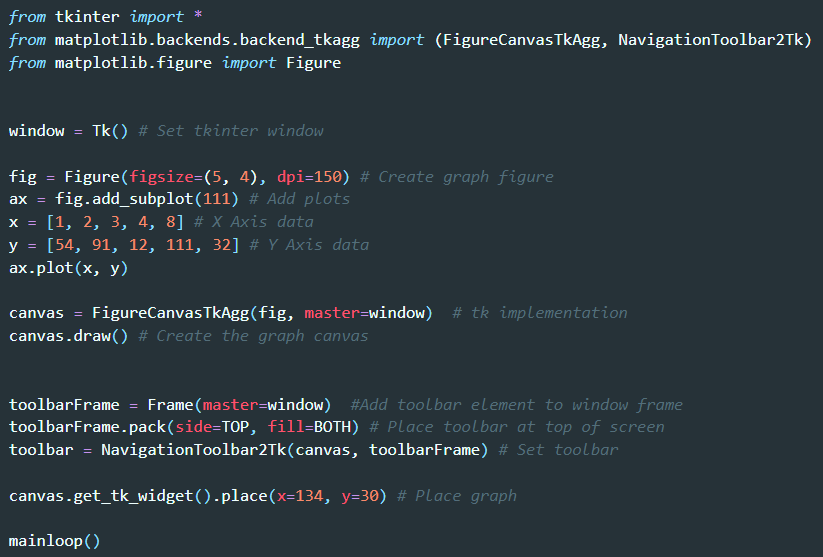 from tkinter import *
from matplotlib.backends.backend_tkagg import (FigureCanvasTkAgg, NavigationToolbar2Tk)
from matplotlib.figure import Figure
window = Tk() # Set tkinter window
fig = Figure(figsize=(5, 4), dpi=150) # Create graph figure
ax = fig.add_subplot(111) # Add plots
x = [1, 2, 3, 4, 8] # X Axis data
y = [54, 91, 12, 111, 32] # Y Axis data
ax.plot(x, y)
canvas = FigureCanvasTkAgg(fig, master=window)  # tk implementation
canvas.draw() # Create the graph canvas
toolbarFrame = Frame(master=window)  #Add toolbar element to window frame
toolbarFrame.pack(side=TOP, fill=BOTH) # Place toolbar at top of screen
toolbar = NavigationToolbar2Tk(canvas, toolbarFrame) # Set toolbar
canvas.get_tk_widget().place(x=134, y=30) # Place graph
mainloop()